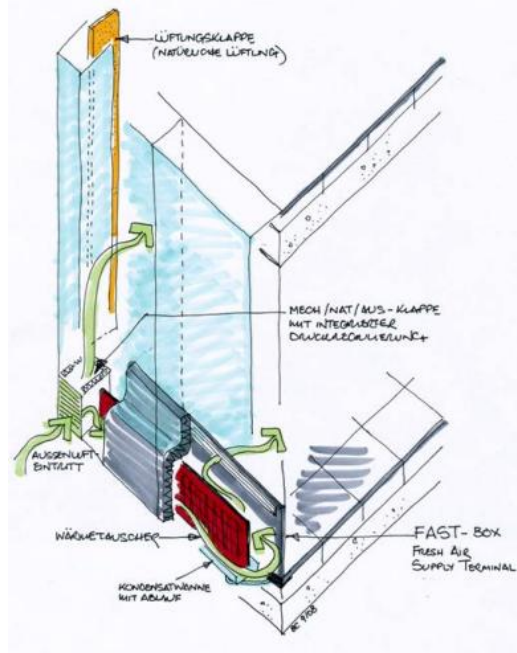 LÜFTUNGSKLAPPE
(NATÜRLICHE LÜFTUNG)
MECH/NAT/AUS-KLAPPE
MIT INTEGRIERTER
DRUCKREGULIERUNG
AUSSENLUFT-
EINTRITT
WÄRMETAUSCHER
FAST-BOX
FRESH AIR
SUPPLY TERMINAL
KONDENSATWANNE
MIT ABLAUF